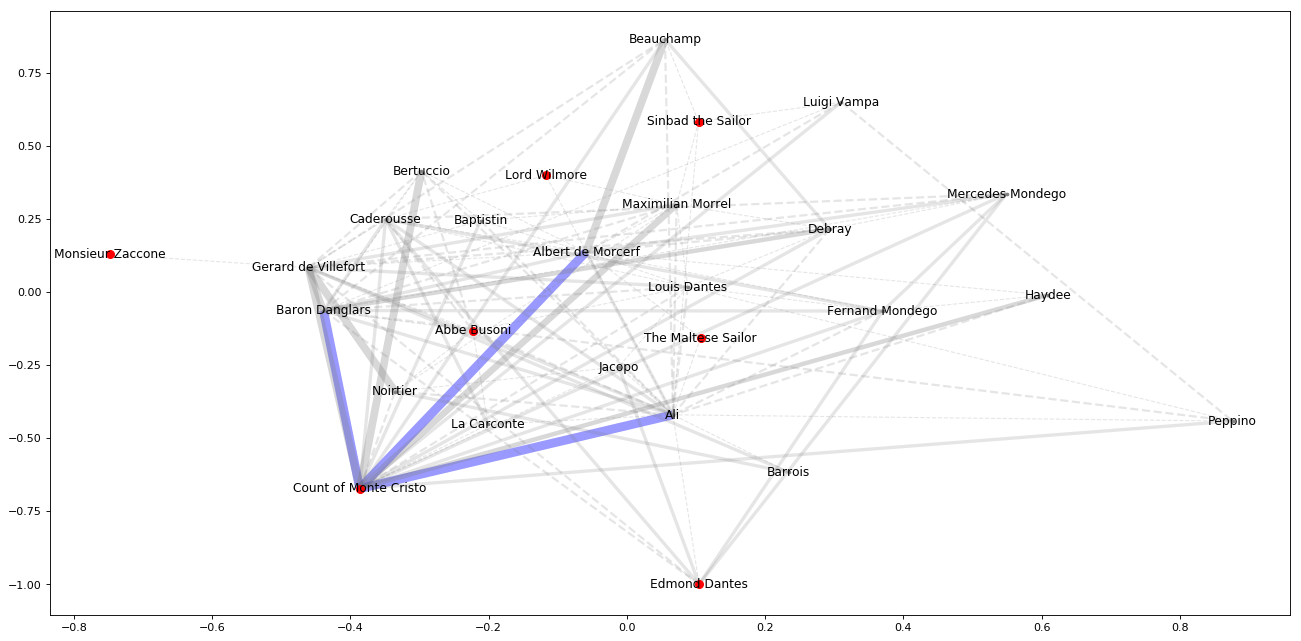 Beauchamp
0.75
Luigi Vampa
Sinbad the Sailor
0.50
Bertuccio
Lord Wilmore
Mercedes Mondego
Maximilian Morrel
0.25
Caderousse
Baptistin
Debray
Monsieur Zaccone
Albert de Morcerf
Gerard de Villefort
Louis Dantes
0.00
Haydee
Baron Danglars
Fernand Mondego
Abbe Busoni
The Maltese Sailor
−0.25
Jacopo
Noirtier
Ali
Peppino
La Carconte
−0.50
Barrois
Count of Monte Cristo
−0.75
Edmond Dantes
−1.00
−0.8 −0.6 −0.4 −0.2 0.0 0.2 0.4 0.6 0.8